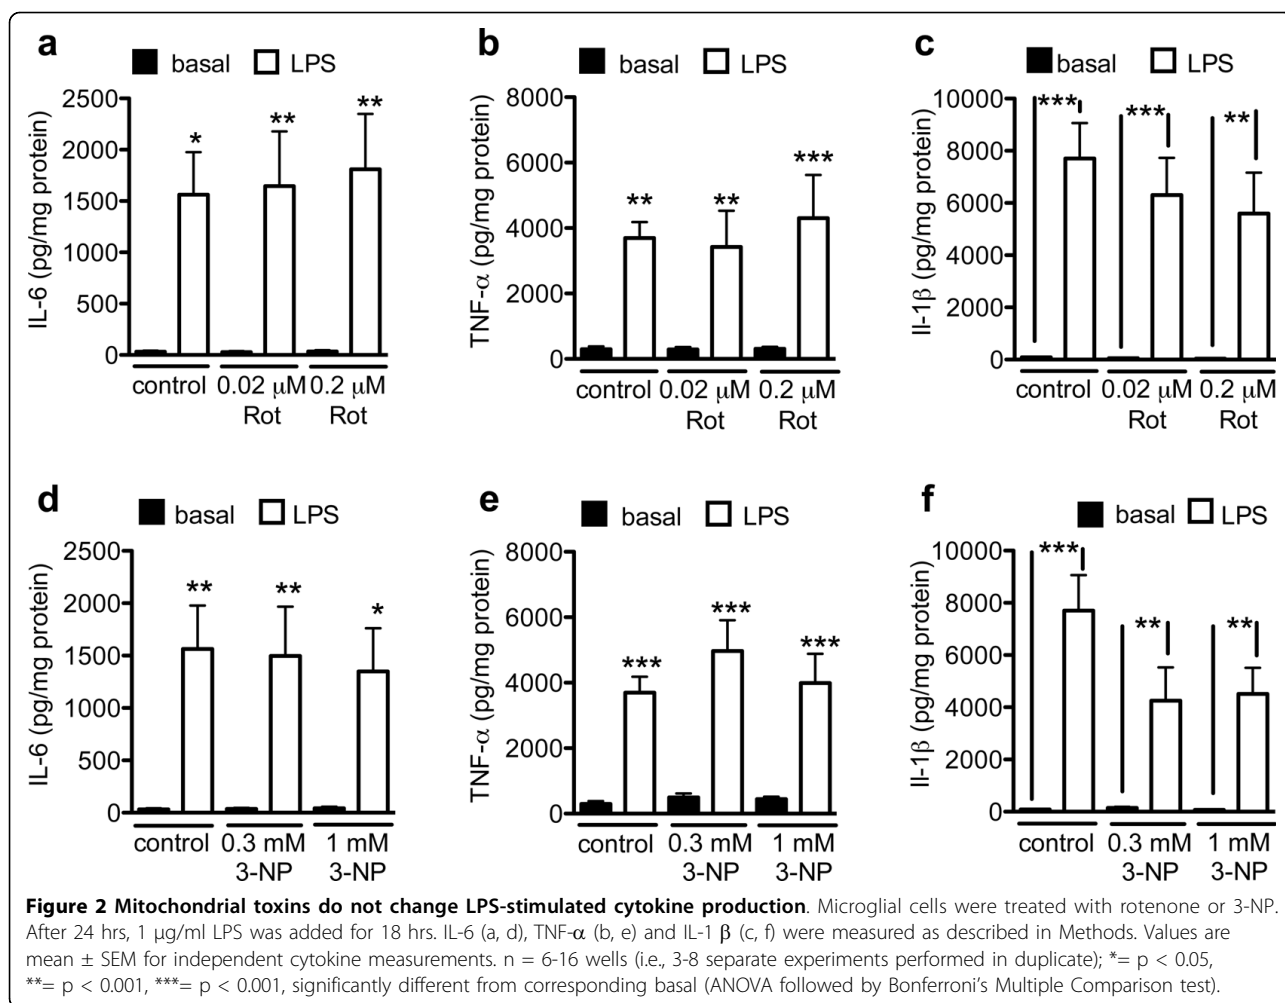 a
basal LPS
IL-6 (pg/mg protein)
2500
2000
1500
1000
500
0
*
**
**
control 0.02 μM 0.2 μM
Rot Rot
b
basal LPS
TNF-α (pg/mg protein)
8000
6000
4000
2000
0
**
**
***
control 0.02 μM 0.2 μM
Rot Rot
c
basal LPS
Il-1β (pg/mg protein)
10000
8000
6000
4000
2000
0
***
***
**
control 0.02 μM 0.2 μM
Rot Rot
d
basal LPS
IL-6 (pg/mg protein)
2500
2000
1500
1000
500
0
**
**
*
control 0.3 mM 1 mM
3-NP 3-NP
e
basal LPS
TNF-α (pg/mg protein)
8000
6000
4000
2000
0
***
***
***
control 0.3 mM 1 mM
3-NP 3-NP
f
basal LPS
Il-1β (pg/mg protein)
10000
8000
6000
4000
2000
0
***
**
**
control 0.3 mM 1 mM
3-NP 3-NP
Figure 2 Mitochondrial toxins do not change LPS-stimulated cytokine production. Microglial cells were treated with rotenone or 3-NP.
After 24 hrs, 1 μg/ml LPS was added for 18 hrs. IL-6 (a, d), TNF-α (b, e) and IL-1 β (c, f) were measured as described in Methods. Values are
mean ± SEM for independent cytokine measurements. n = 6-16 wells (i.e., 3-8 separate experiments performed in duplicate); *= p < 0.05,
**= p < 0.001, ***= p < 0.001, significantly different from corresponding basal (ANOVA followed by Bonferroni's Multiple Comparison test).